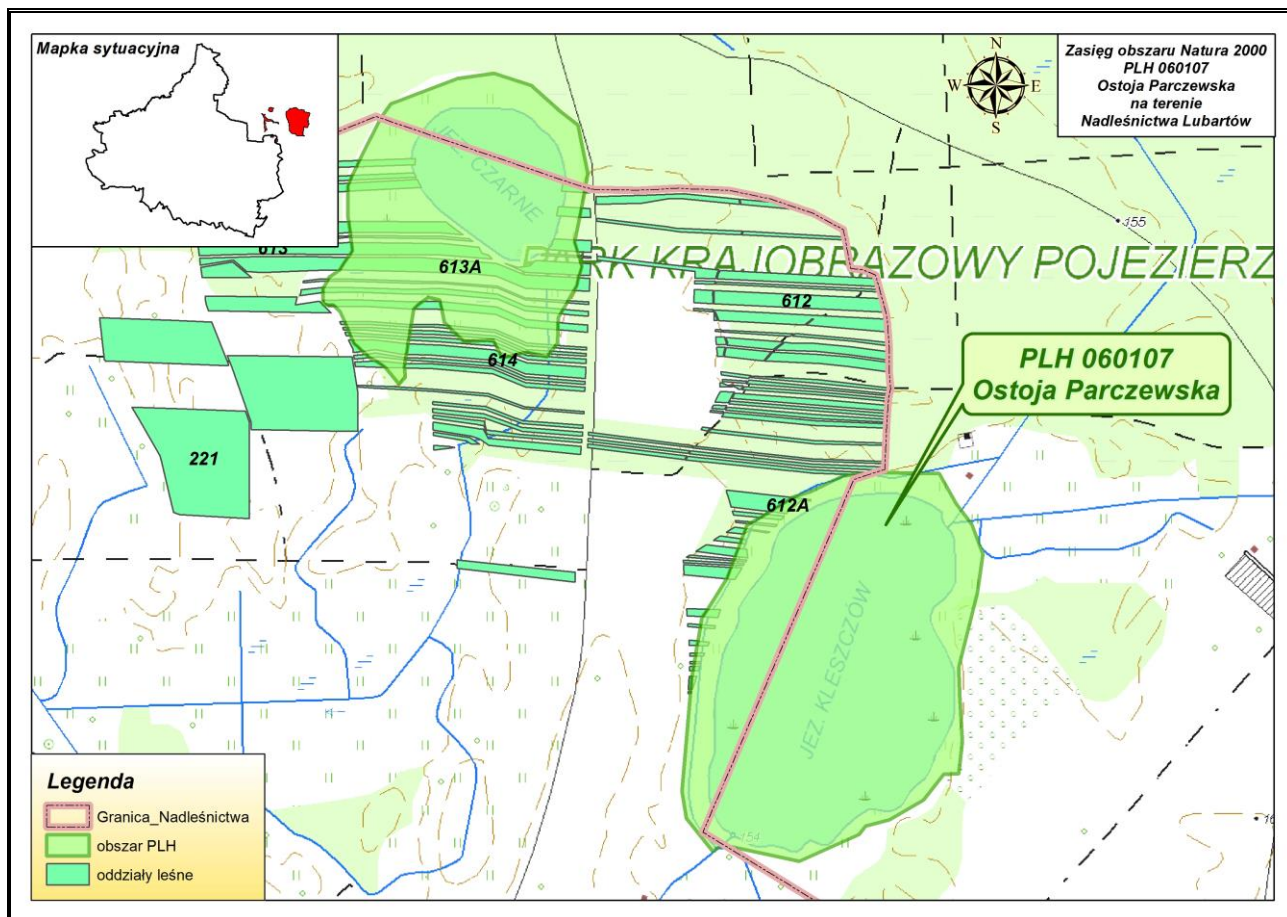 Mapka sytuacyjna
N
W E
S
Zasięg obszaru Natura 2000
PLH 060107
Ostoja Parczewska
na terenie
Nadleśnictwa Lubartów
JEZ. CZARNE
155
613
613A
PARK KRAJOBRAZOWY POJEZIERZ
612
614
PLH 060107
Ostoja Parczewska
221
612A
JEZ. KLESZCZÓW
154
Legenda
Granica_Nadleśnictwa
obszar PLH
oddziały leśne